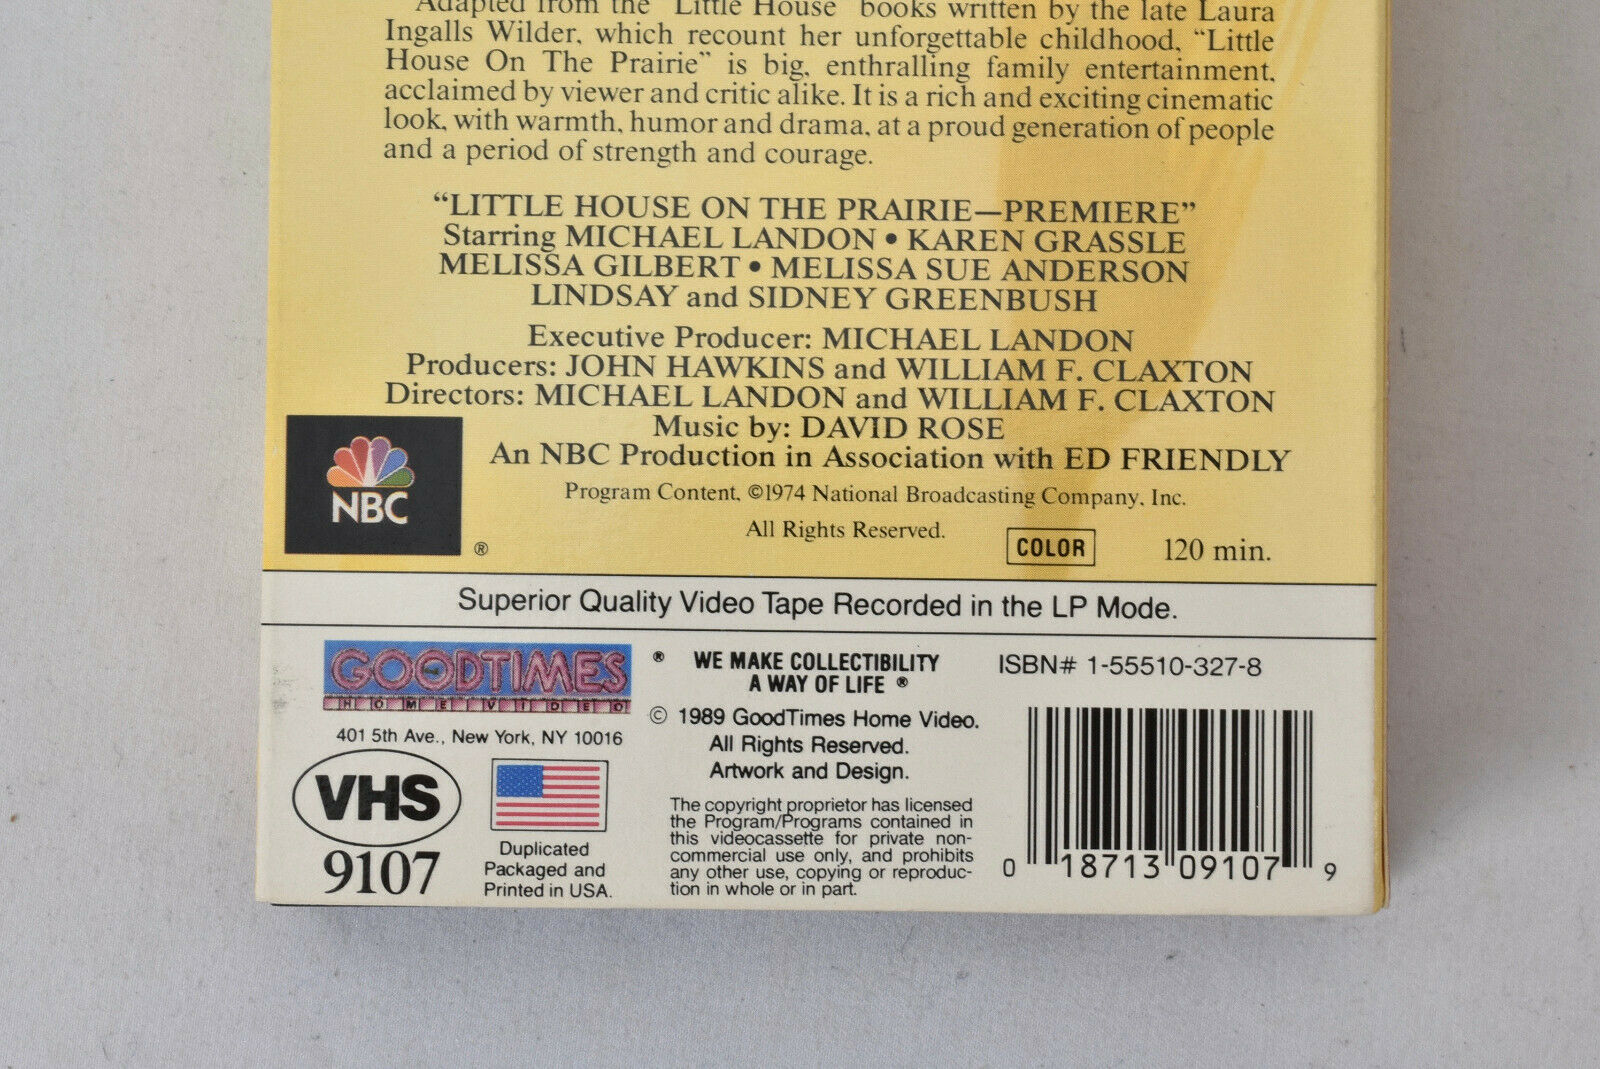 Adapted from the "Little House" books written by the late Laura
Ingalls Wilder, which recount her unforgettable childhood, "Little
House On The Prairie" is big, enthralling family entertainment,
acclaimed by viewer and critic alike. It is a rich and exciting cinematic
look, with warmth, humor and drama, at a proud generation of people
and a period of strength and courage.
"LITTLE HOUSE ON THE PRAIRIE—PREMIERE"
Starring MICHAEL LANDON • KAREN GRASSLE
MELISSA GILBERT • MELISSA SUE ANDERSON
LINDSAY and SIDNEY GREENBUSH
Executive Producer: MICHAEL LANDON
Producers: JOHN HAWKINS and WILLIAM F. CLAXTON
Directors: MICHAEL LANDON and WILLIAM F. CLAXTON
Music by: DAVID ROSE
An NBC Production in Association with ED FRIENDLY
Program Content, ©1974 National Broadcasting Company, Inc.
All Rights Reserved.
NBC
®
COLOR
120 min.
Superior Quality Video Tape Recorded in the LP Mode.
GOODTIMES ®
HOME VIDEO
401 5th Ave., New York, NY 10016
VHS
9107
Duplicated
Packaged and
Printed in USA.
WE MAKE COLLECTIBILITY
A WAY OF LIFE ®
© 1989 GoodTimes Home Video.
All Rights Reserved.
Artwork and Design.
The copyright proprietor has licensed
the Program/Programs contained in
this videocassette for private non-
commercial use only, and prohibits
any other use, copying or reproduc-
tion in whole or in part.
ISBN# 1-55510-327-8
0 18713 09107 9